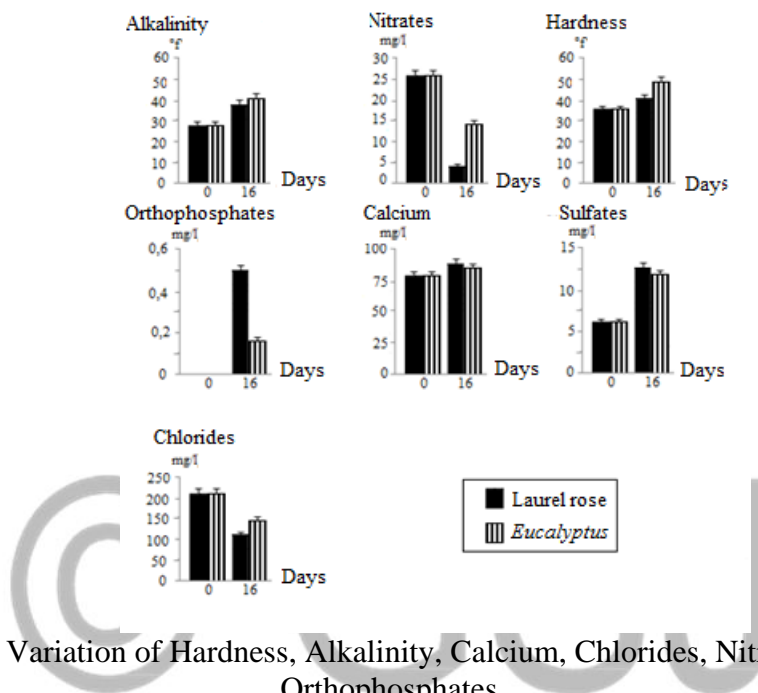 Alkalinity
°f
60
50
40
30
20
10
0
0 16 Days
Nitrates
mg/l
30
25
20
15
10
5
0
0 16 Days
Hardness
°f
60
50
40
30
20
10
0
0 16 Days
Orthophosphates
mg/l
0,6
0,4
0,2
0
0 16 Days
Calcium
mg/l
100
75
50
25
0
0 16 Days
Sulfates
mg/l
15
10
5
0
0 16 Days
Chlorides
mg/l
250
200
150
100
50
0
0 16 Days
Laurel rose
Eucalyptus
Variation of Hardness, Alkalinity, Calcium, Chlorides,
Orthophosphates